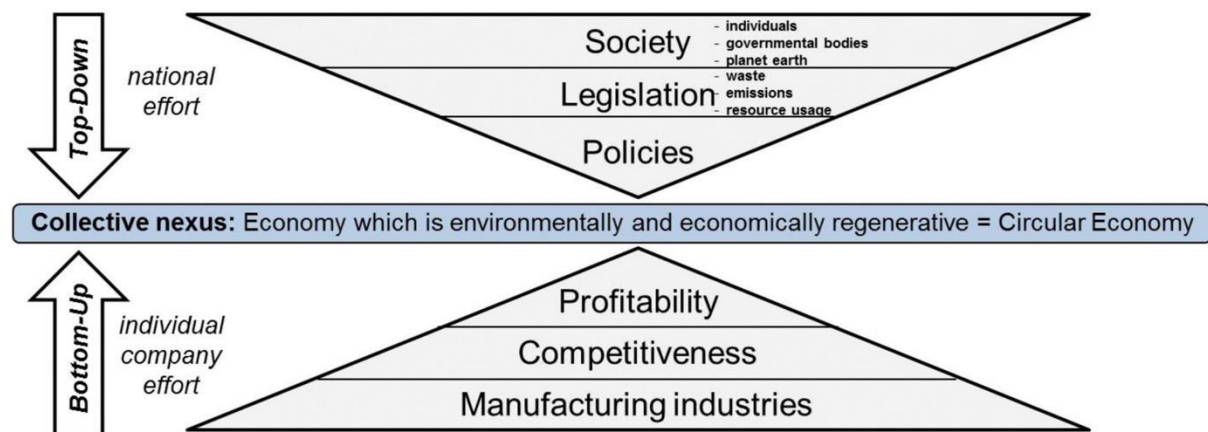 Top-Down
national
effort
Society
- individuals
- governmental bodies
- planet earth
Legislation
- waste
- emissions
- resource usage
Policies
Collective nexus: Economy which is environmentally and economically regenerative = Circular Economy
Bottom-Up
individual
company
effort
Profitability
Competitiveness
Manufacturing industries